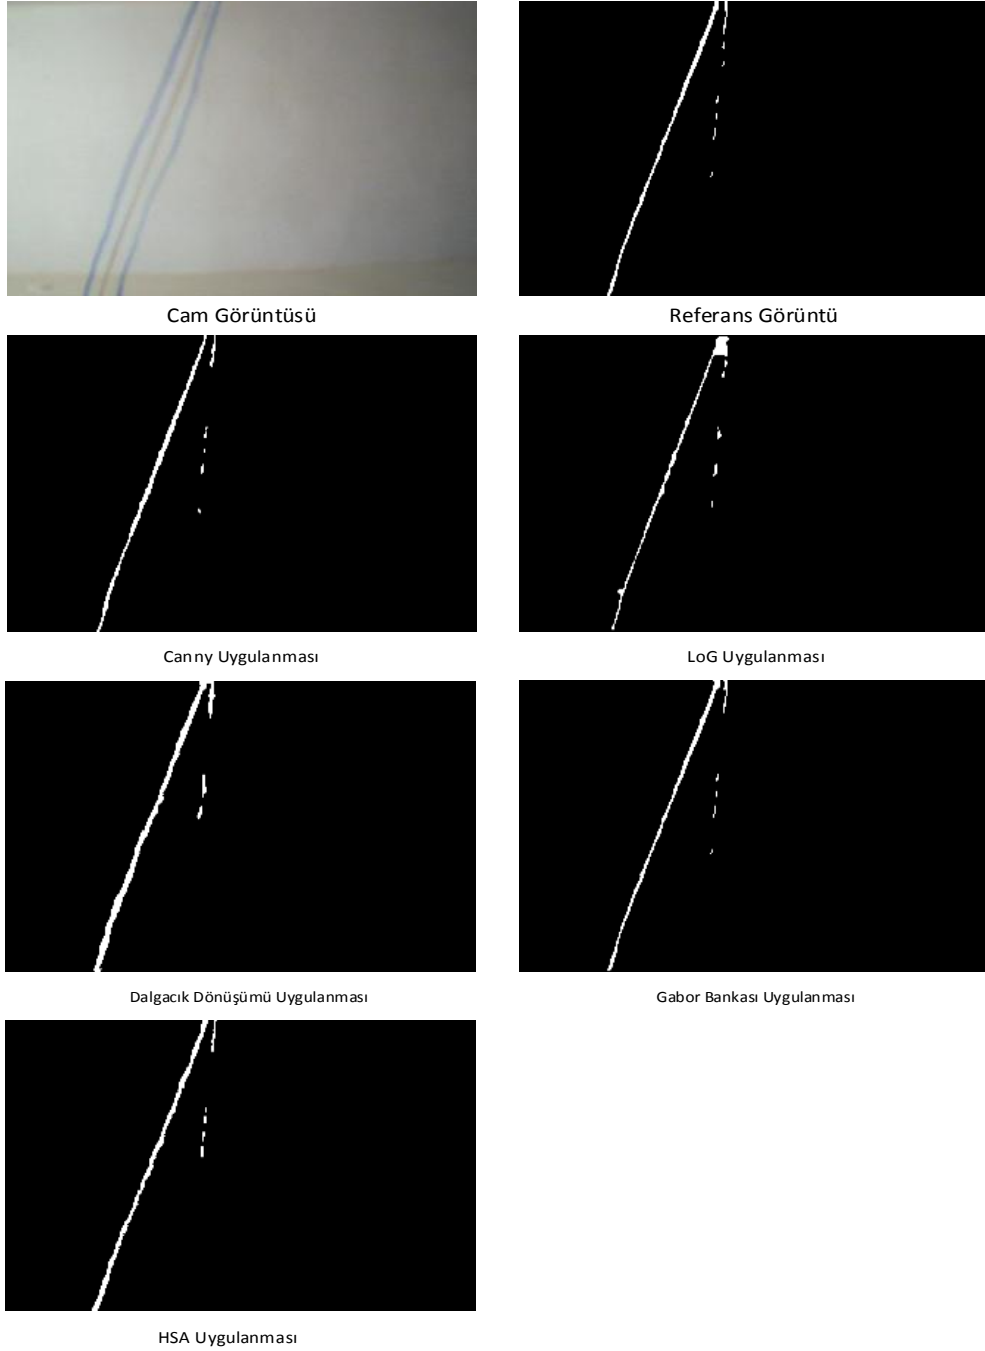 Cam Görüntüsü
Referans Görüntü
Canny Uygulanması
LoG Uygulanması
Dalgacık Dönüşümü Uygulanması
Gabor Bankası Uygulanması
HSA Uygulanması